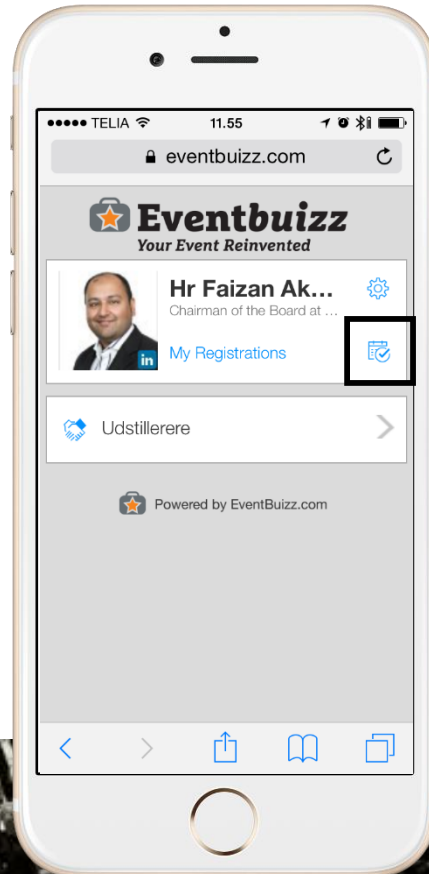 TELIA 11.55
eventbuizz.com
Eventbuizz
Your Event Reinvented
Hr Faizan Ak...
Chairman of the Board at ...
in
My Registrations
Udstillerere
Powered by EventBuizz.com